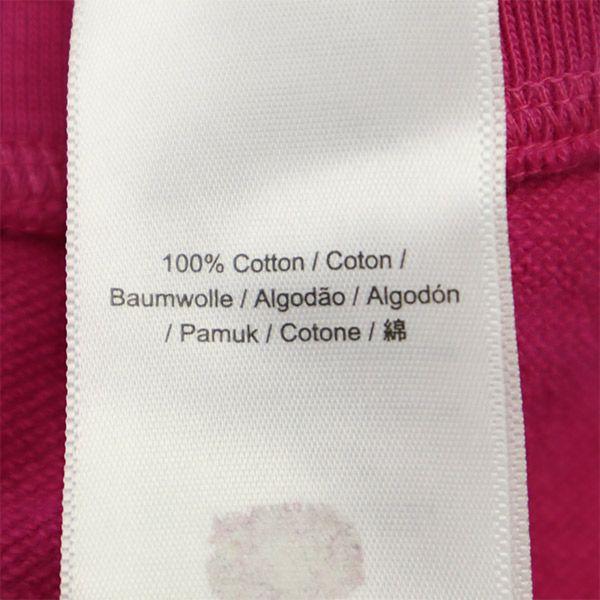 100% Cotton / Coton /
Baumwolle / Algodão / Algodón
/ Pamuk / Cotone / 綿